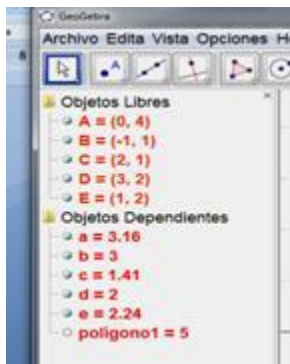 GeoGebra
Archivo Edita Vista Opciones
Objetos Libres
A = (0, 4)
B = (-1, 1)
C = (2, 1)
D = (3, 2)
E = (1, 2)
Objetos Dependientes
a = 3.16
b = 3
c = 1.41
d = 2
e = 2.24
poligono1 = 5